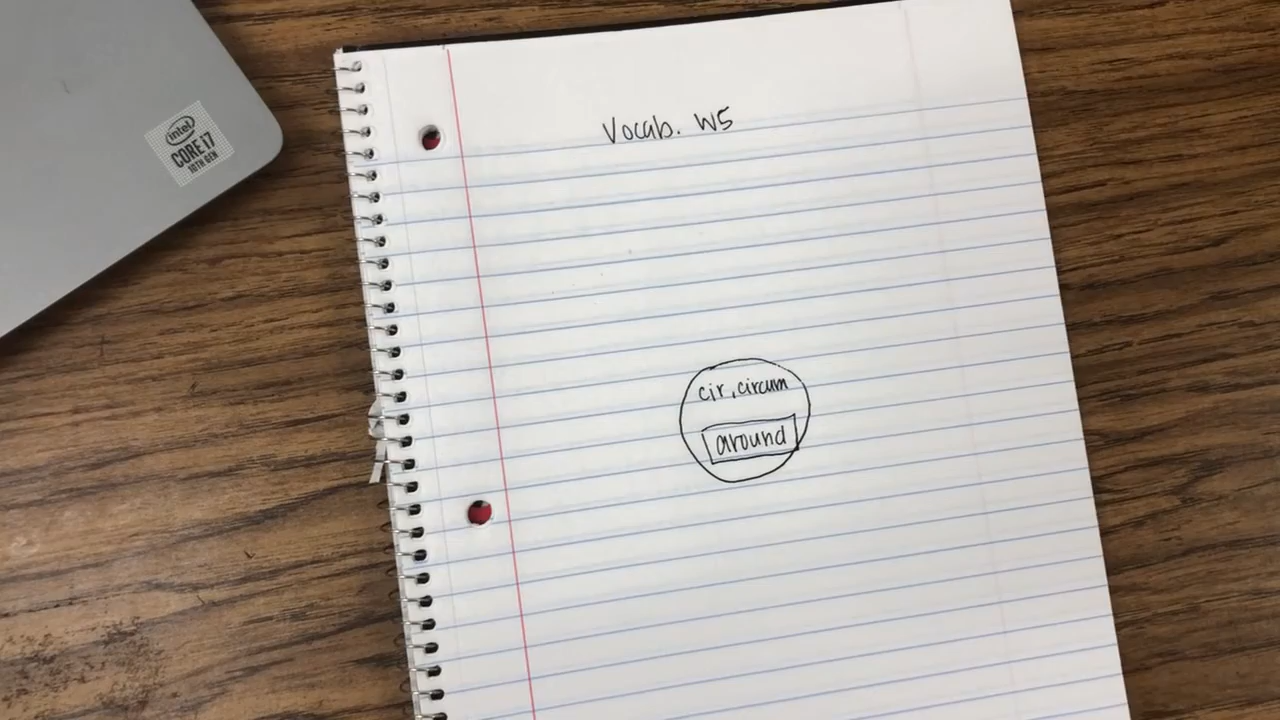 intel
CORE i7
10TH GEN
Vocab. W5
cir, circum
around